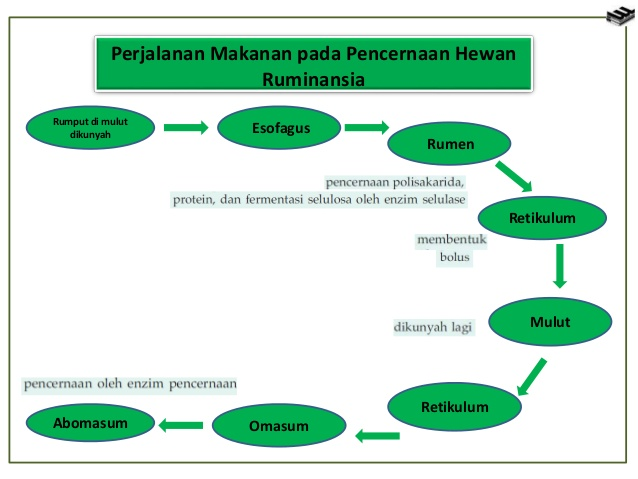 Perjalanan Makanan pada Pencernaan Hewan
Ruminansia
Rumput di mulut
dikunyah
Esofagus
Rumen
pencernaan polisakarida,
protein, dan fermentasi selulosa oleh enzim selulase
Retikulum
membentuk
bolus
Mulut
dikunyah lagi
Retikulum
Omasum
pencernaan oleh enzim pencernaan
Abomasum